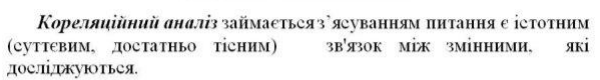 Кореляційний аналіз займається з`ясуванням питання є істотним
(суттєвим, достатньо тісним) зв'язок між змінними, які
досліджуються.